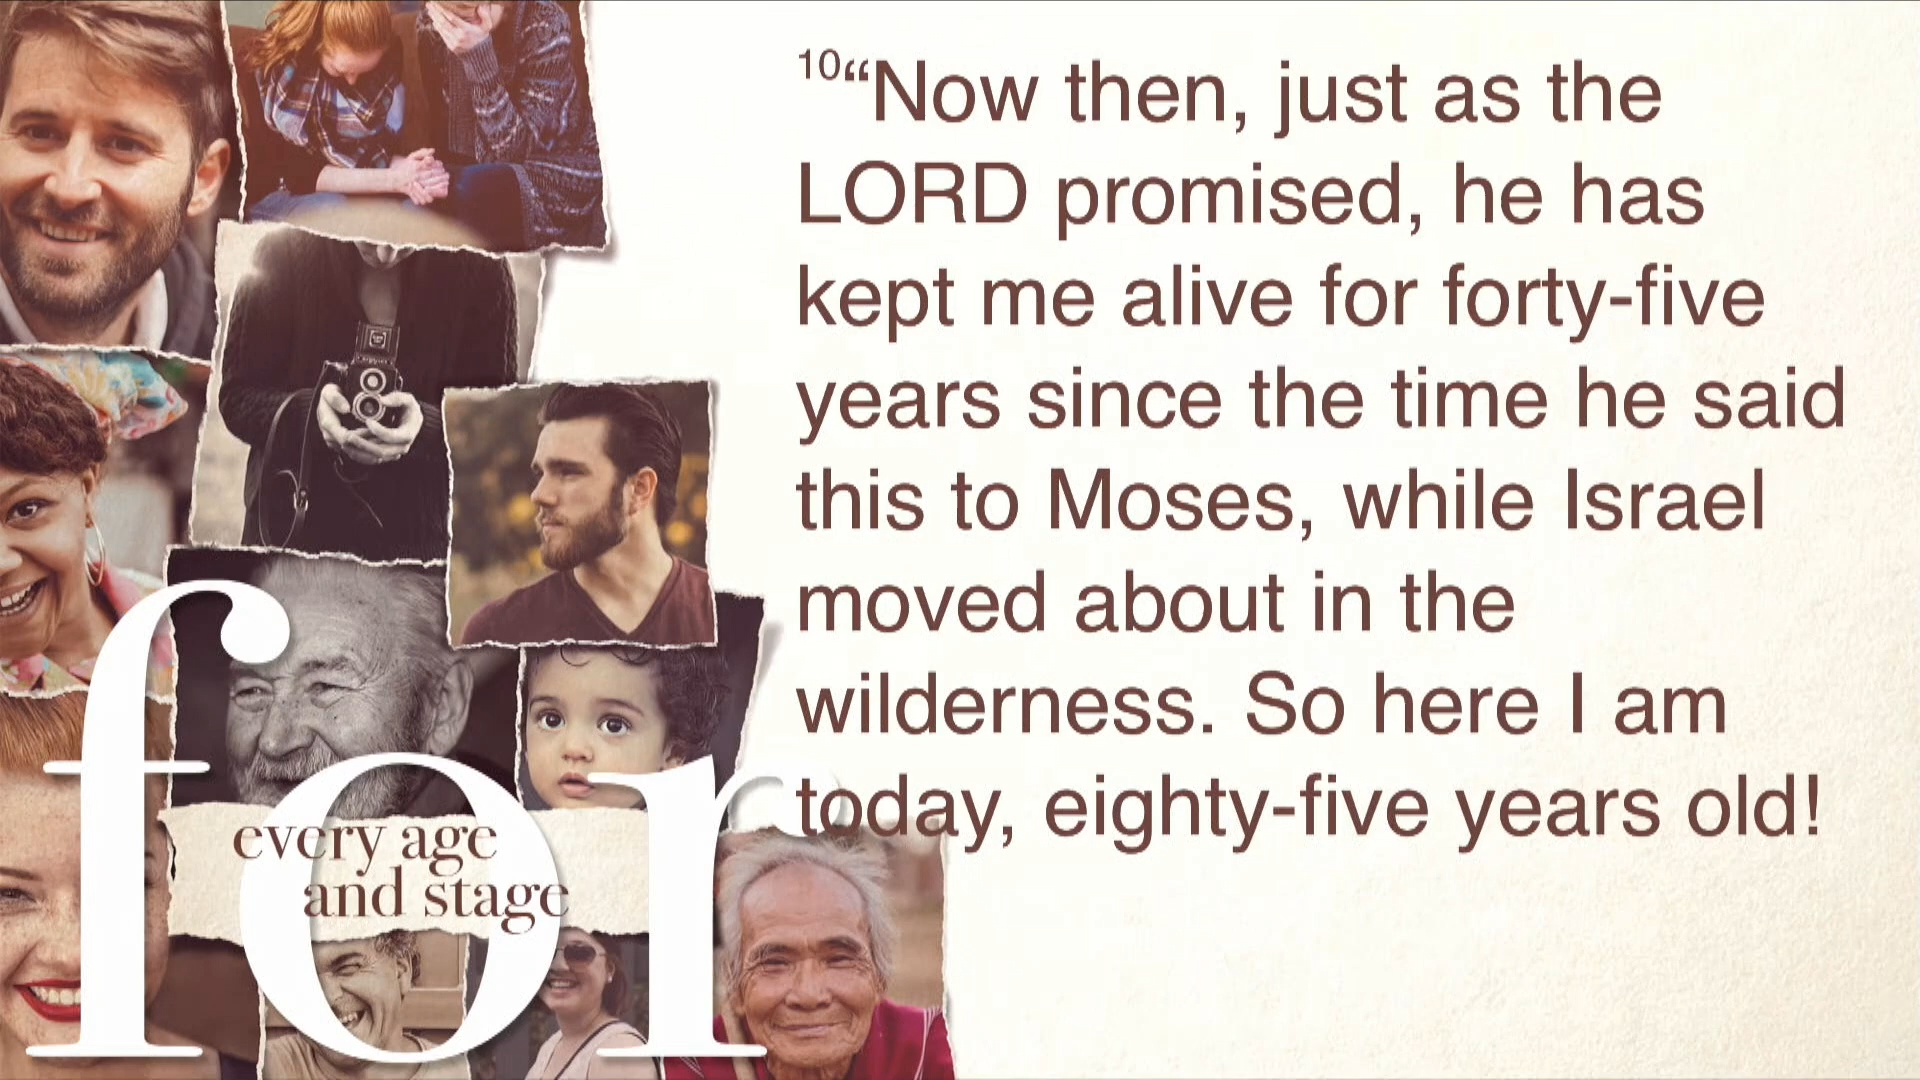 10“Now then, just as the
LORD promised, he has
kept me alive for forty-five
years since the time he said
this to Moses, while Israel
moved about in the
wilderness. So here I am
today, eighty-five years old!
for
every age
and stage